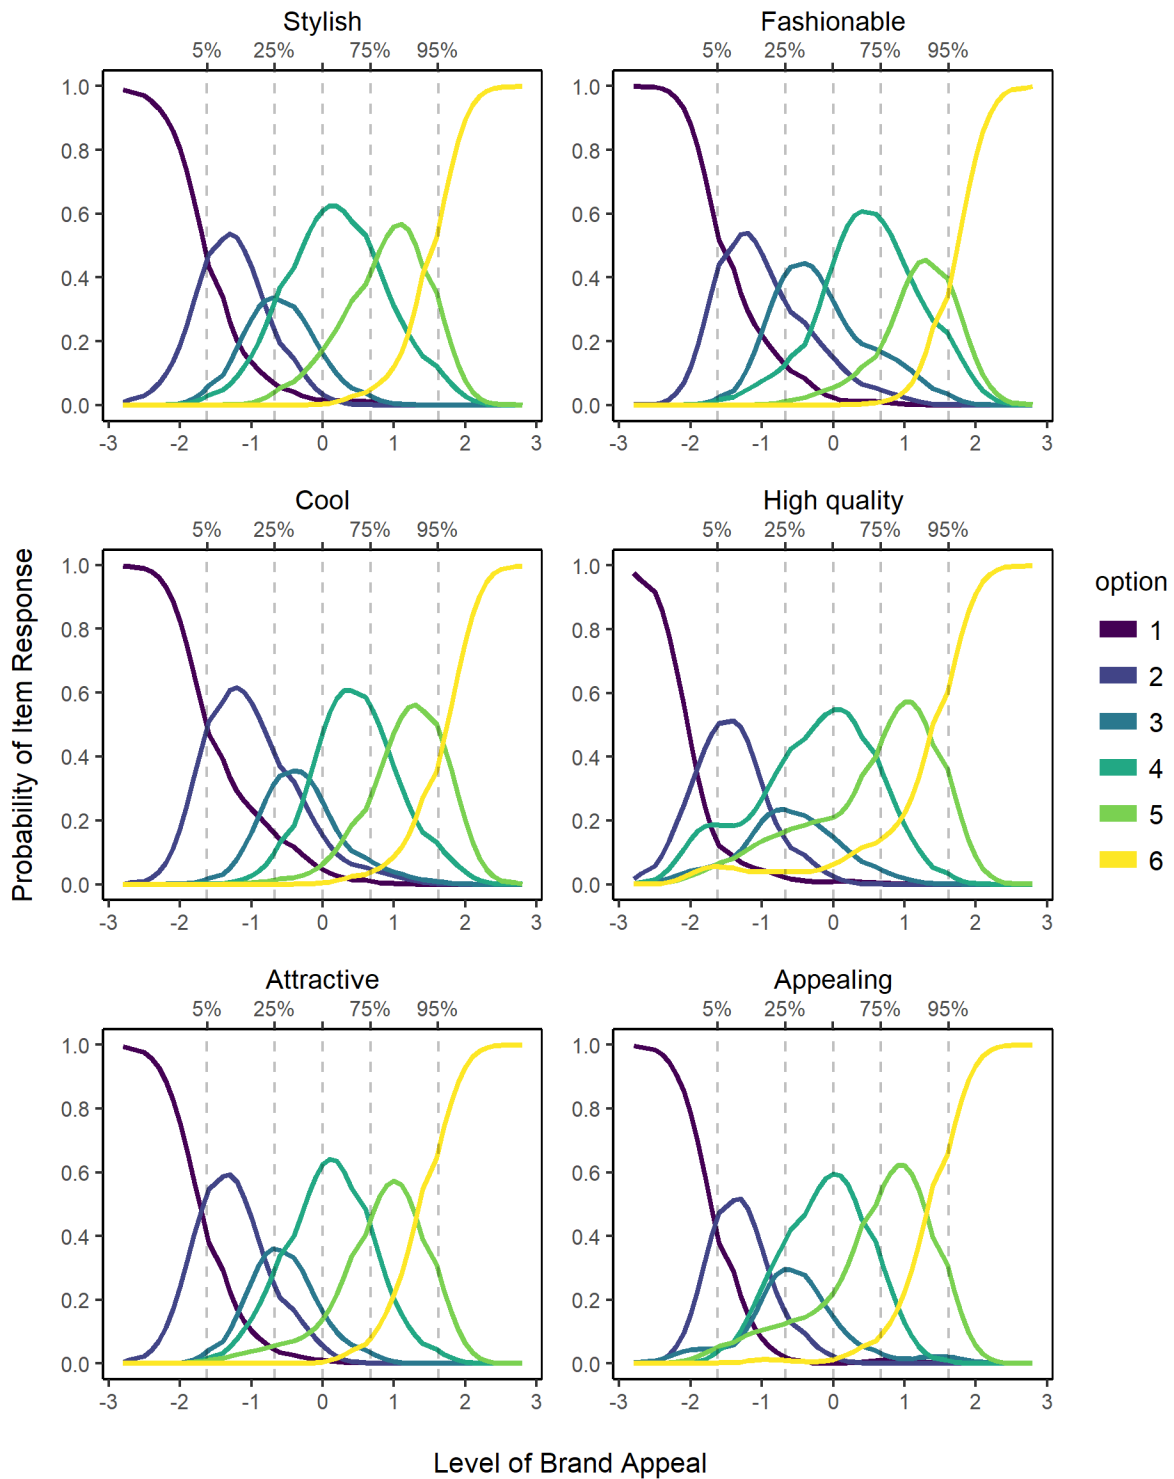 Stylish
Fashionable
5% 25% 75% 95%
5% 25% 75% 95%
1.0
0.8
0.6
0.4
0.2
0.0
-3 -2 -1 0 1 2 3
1.0
0.8
0.6
0.4
0.2
0.0
-3 -2 -1 0 1 2 3
Cool
High quality
5% 25% 75% 95%
5% 25% 75% 95%
1.0
0.8
0.6
0.4
0.2
0.0
-3 -2 -1 0 1 2 3
1.0
0.8
0.6
0.4
0.2
0.0
-3 -2 -1 0 1 2 3
Attractive
Appealing
5% 25% 75% 95%
5% 25% 75% 95%
1.0
0.8
0.6
0.4
0.2
0.0
-3 -2 -1 0 1 2 3
1.0
0.8
0.6
0.4
0.2
0.0
-3 -2 -1 0 1 2 3
Probability of Item Response
Level of Brand Appeal
option
1
2
3
4
5
6